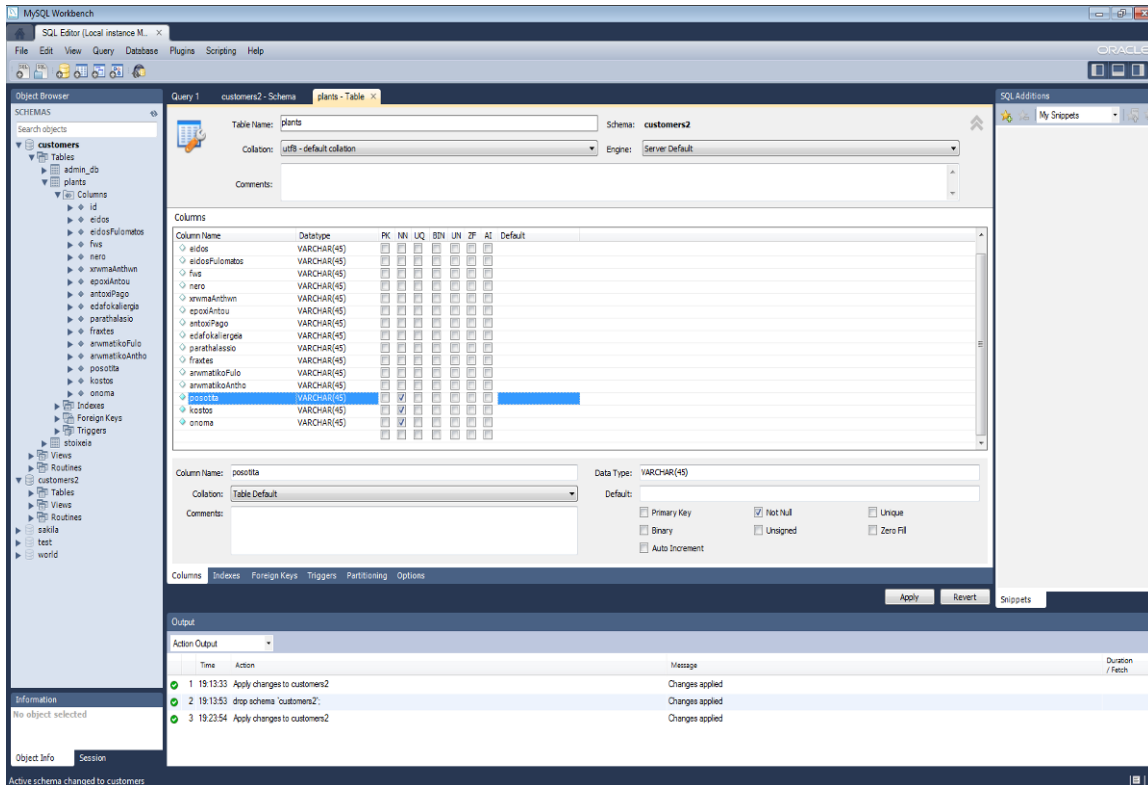 MySQL Workbench
SQL Editor (Local instance M...
File Edit View Query Database Plugins Scripting Help
ORACLE
Object Browser
SCHEMAS
Search objects
customers
Tables
admin_db
plants
Columns
id
eidos
eidosFulomatos
fws
nero
xrwmaAnthwn
epoxiAntou
antoxiPago
edafokaliergia
parathalasio
fraxtes
arwmatikoFulo
arwmatikoAntho
posotita
kostos
onoma
Indexes
Foreign Keys
Triggers
stoixeia
Views
Routines
customers2
Tables
Views
Routines
sakila
test
world
Information
No object selected
Object Info Session
Query 1 customers2 - Schema plants - Table
Table Name: plants Schema: customers2
Collation: utf8 - default collation Engine: Server Default
Comments:
Columns
Column Name Datatype PK NN UQ BIN UN ZF AI Default
eidos VARCHAR(45)
eidosFulomatos VARCHAR(45)
fws VARCHAR(45)
nero VARCHAR(45)
xrwmaAnthwn VARCHAR(45)
epoxiAntou VARCHAR(45)
antoxiPago VARCHAR(45)
edafokaliergeia VARCHAR(45)
parathalassio VARCHAR(45)
fraxtes VARCHAR(45)
arwmatikoFulo VARCHAR(45)
arwmatikoAntho VARCHAR(45)
posotita VARCHAR(45)
kostos VARCHAR(45)
onoma VARCHAR(45)
Column Name: posotita Data Type: VARCHAR(45)
Collation: Table Default Default:
Comments: Primary Key Not Null Unique
Binary Unsigned Zero Fill
Auto Increment
Columns Indexes Foreign Keys Triggers Partitioning Options
Apply Revert
Output
Action Output
Time Action Message Duration / Fetch
1 19:13:33 Apply changes to customers2 Changes applied
2 19:13:53 drop schema 'customers2'; Changes applied
3 19:23:54 Apply changes to customers2 Changes applied
SQL Additions
My Snippets
Snippets
Active schema changed to customers